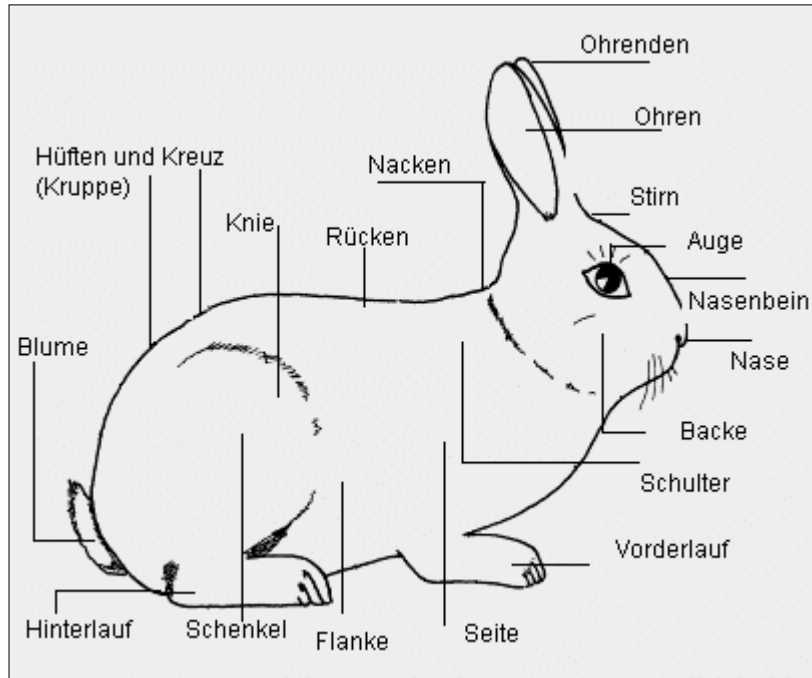 Ohrenden
Ohren
Hüften und Kreuz
(Kruppe)
Nacken
Stirn
Knie
Rücken
Auge
Nasenbein
Blume
Nase
Backe
Schulter
Vorderlauf
Hinterlauf
Schenkel
Flanke
Seite